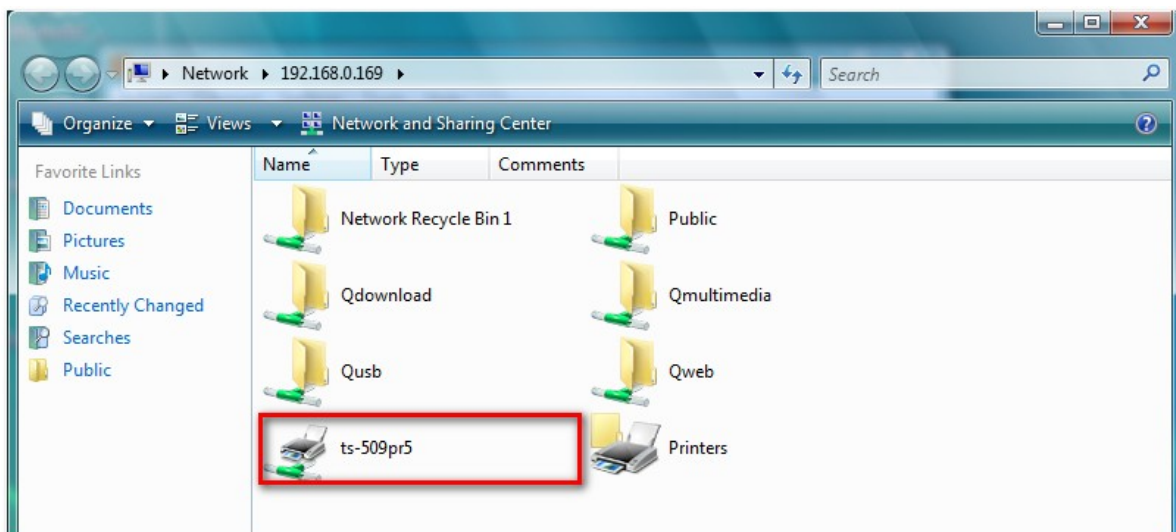 Network 192.168.0.169
Search
Organize Views Network and Sharing Center
Favorite Links
Documents
Pictures
Music
Recently Changed
Searches
Public
Name Type Comments
Network Recycle Bin 1 Public
Qdownload Qmultimedia
Qusb Qweb
ts-509pr5 Printers